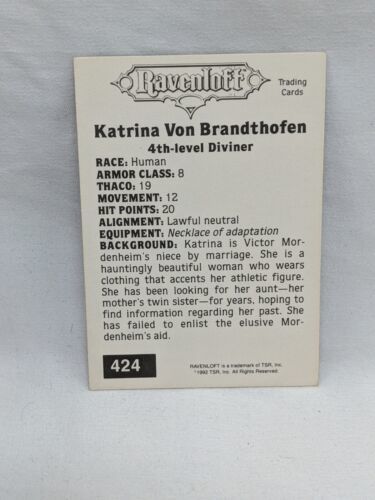 Ravenloft
Trading
Cards
Katrina Von Brandthofen
4th-level Diviner
RACE: Human
ARMOR CLASS: 8
THAC0: 19
MOVEMENT: 12
HIT POINTS: 20
ALIGNMENT: Lawful neutral
EQUIPMENT: Necklace of adaptation
BACKGROUND: Katrina is Victor Mor-
denheim's niece by marriage. She is a
hauntingly beautiful woman who wears
clothing that accents her athletic figure.
She has been looking for her aunt—her
mother's twin sister—for years, hoping to
find information regarding her past. She
has failed to enlist the elusive Mor-
denheim's aid.
424
RAVENLOFT is a trademark of TSR, Inc.
©1992 TSR, Inc. All Rights Reserved.